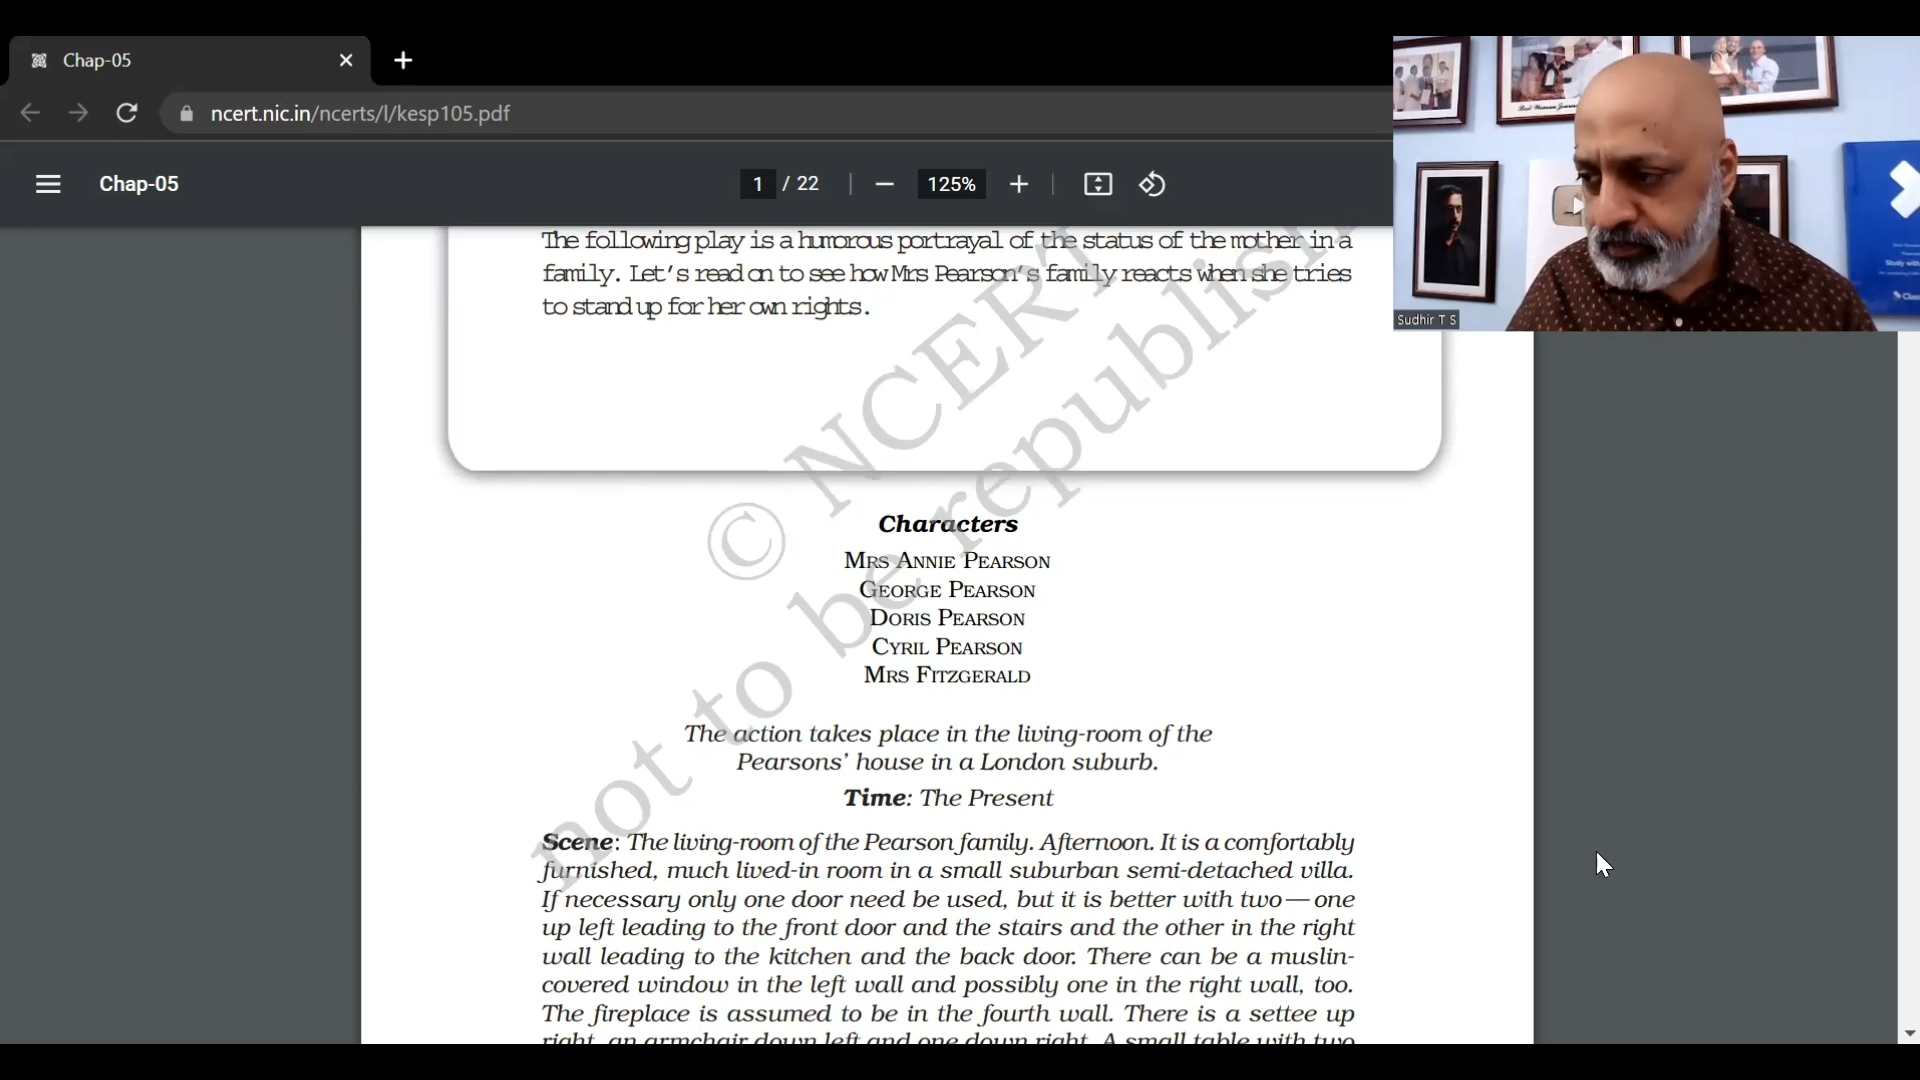 Chap-05
ncert.nic.in/ncerts/l/kesp105.pdf
Chap-05
1 / 22
125%
The following play is a humorous portrayal of the status of the mother in a
family. Let's read on to see how Mrs Pearson's family reacts when she tries
to stand up for her own rights.
© NCERT
not to be republish
Characters
MRS ANNIE PEARSON
GEORGE PEARSON
DORIS PEARSON
CYRIL PEARSON
MRS FITZGERALD
The action takes place in the living-room of the
Pearsons' house in a London suburb.
Time: The Present
Scene: The living-room of the Pearson family. Afternoon. It is a comfortably
furnished, much lived-in room in a small suburban semi-detached villa.
If necessary only one door need be used, but it is better with two — one
up left leading to the front door and the stairs and the other in the right
wall leading to the kitchen and the back door. There can be a muslin-
covered window in the left wall and possibly one in the right wall, too.
The fireplace is assumed to be in the fourth wall. There is a settee up
right, an armchair down left and one down right. A small table with two
Sudhir T S